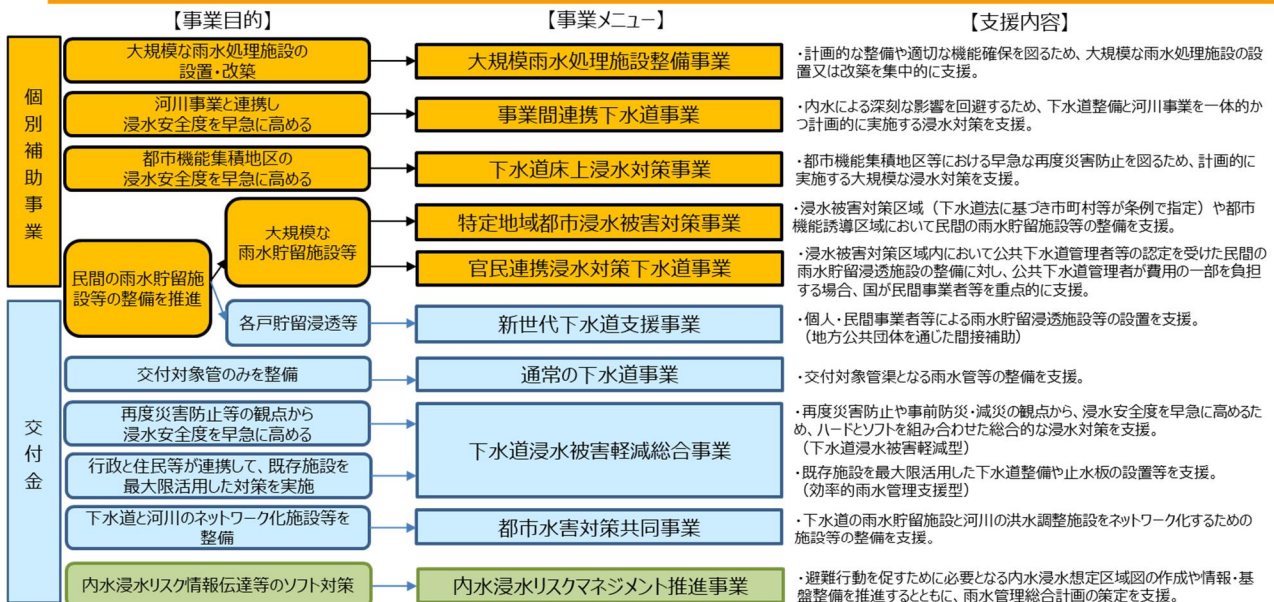 【事業目的】
【事業メニュー】
【支援内容】
個別補助事業
大規模な雨水処理施設の
設置・改築
大規模雨水処理施設整備事業
・計画的な整備や適切な機能確保を図るため、大規模な雨水処理施設の設
置又は改築を集中的に支援。
河川事業と連携し
浸水安全度を早急に高める
事業間連携下水道事業
・内水による深刻な影響を回避するため、下水道整備と河川事業を一体的か
つ計画的に実施する浸水対策を支援。
都市機能集積地区の
浸水安全度を早急に高める
下水道床上浸水対策事業
・都市機能集積地区等における早急な再度災害防止を図るため、計画的に
実施する大規模な浸水対策を支援。
民間の雨水貯留施
設等の整備を推進
大規模な
雨水貯留施設等
特定地域都市浸水被害対策事業
・浸水被害対策区域（下水道法に基づき市町村等が条例で指定）や都市
機能誘導区域において民間の雨水貯留施設等の整備を支援。
官民連携浸水対策下水道事業
・浸水被害対策区域内において公共下水道管理者等の認定を受けた民間の
雨水貯留浸透施設の整備に対し、公共下水道管理者が費用の一部を負担
する場合、国が民間事業者等を重点的に支援。
各戸貯留浸透等
新世代下水道支援事業
・個人・民間事業者等による雨水貯留浸透施設等の設置を支援。
（地方公共団体を通じた間接補助）
交付金
交付対象管のみを整備
通常の下水道事業
・交付対象管渠となる雨水管等の整備を支援。
再度災害防止等の観点から
浸水安全度を早急に高める
下水道浸水被害軽減総合事業
・再度災害防止や事前防災・減災の観点から、浸水安全度を早急に高めるた
め、ハードとソフトを組み合わせた総合的な浸水対策を支援。
（下水道浸水被害軽減型）
行政と住民等が連携して、既存施設を
最大限活用した対策を実施
・既存施設を最大限活用した下水道整備や止水板の設置等を支援。
（効率的雨水管理支援型）
下水道と河川のネットワーク化施設等を
整備
都市水害対策共同事業
・下水道の雨水貯留施設と河川の洪水調整施設をネットワーク化するための
施設等の整備を支援。
内水浸水リスク情報伝達等のソフト対策
内水浸水リスクマネジメント推進事業
・避難行動を促すために必要となる内水浸水想定区域図の作成や情報・基
盤整備を推進するとともに、雨水管理総合計画の策定を支援。